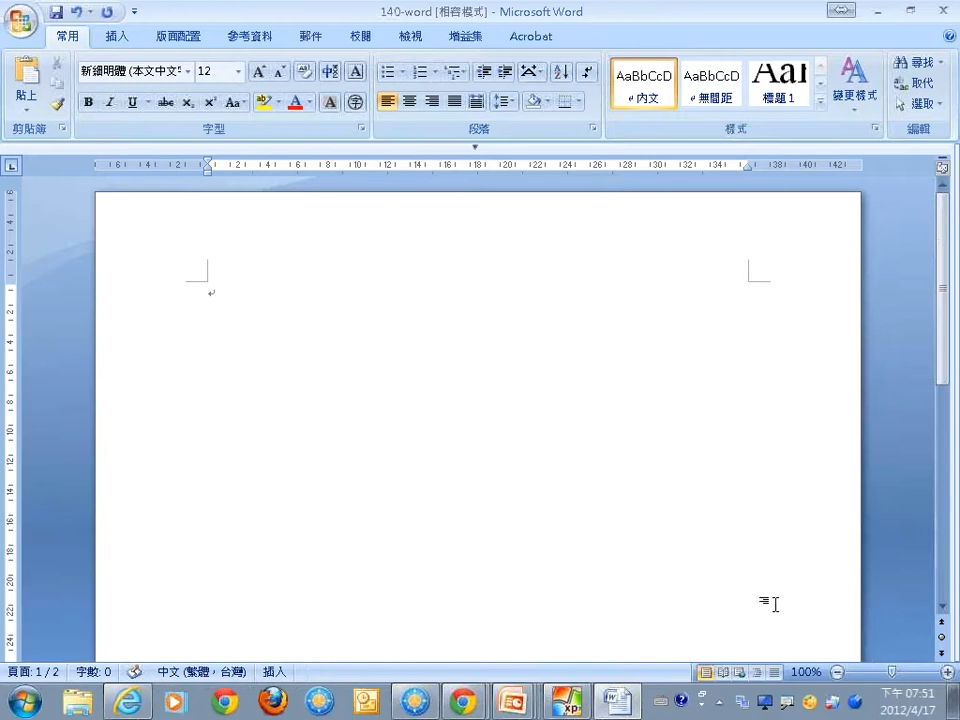 140-word [相容模式] - Microsoft Word
常用 插入 版面配置 參考資料 郵件 校閱 檢視 增益集 Acrobat
新細明體 (本文中文 12
貼上
AaBbCcD AaBbCcD AaI
內文 無間距 標題 1
變更樣式
尋找
取代
選取
剪貼簿 字型 段落 樣式 編輯
頁面: 1 / 2 字數: 0 中文 (繁體,台灣) 插入 100%
下午 07:51
2012/4/17